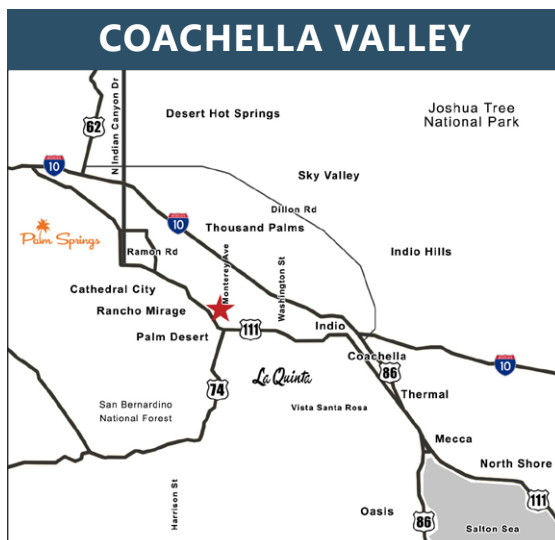 COACHELLA VALLEY
N Indian Canyon Dr
62
Desert Hot Springs
Joshua Tree
National Park
10
Sky Valley
Dillon Rd
10
Thousand Palms
Palm Springs
Ramon Rd
Monterey Ave
Washington St
Indio Hills
Cathedral City
Rancho Mirage
Palm Desert
111
Indio
Coachella
86
10
74
La Quinta
Thermal
San Bernardino
National Forest
Vista Santa Rosa
Mecca
North Shore
Harrison St
Oasis
86
111
Salton Sea